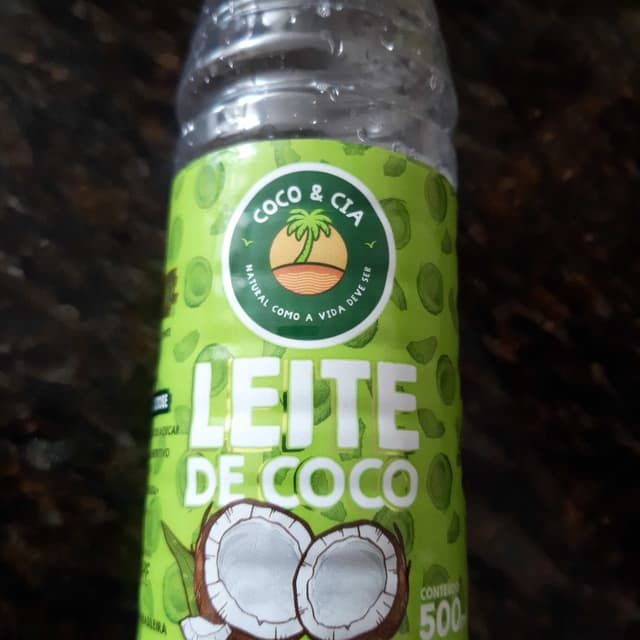 COCO & CIA
NATURAL COMO A VIDA DEVE SER
LEITE
DE COCO
CONTEÚDO
500